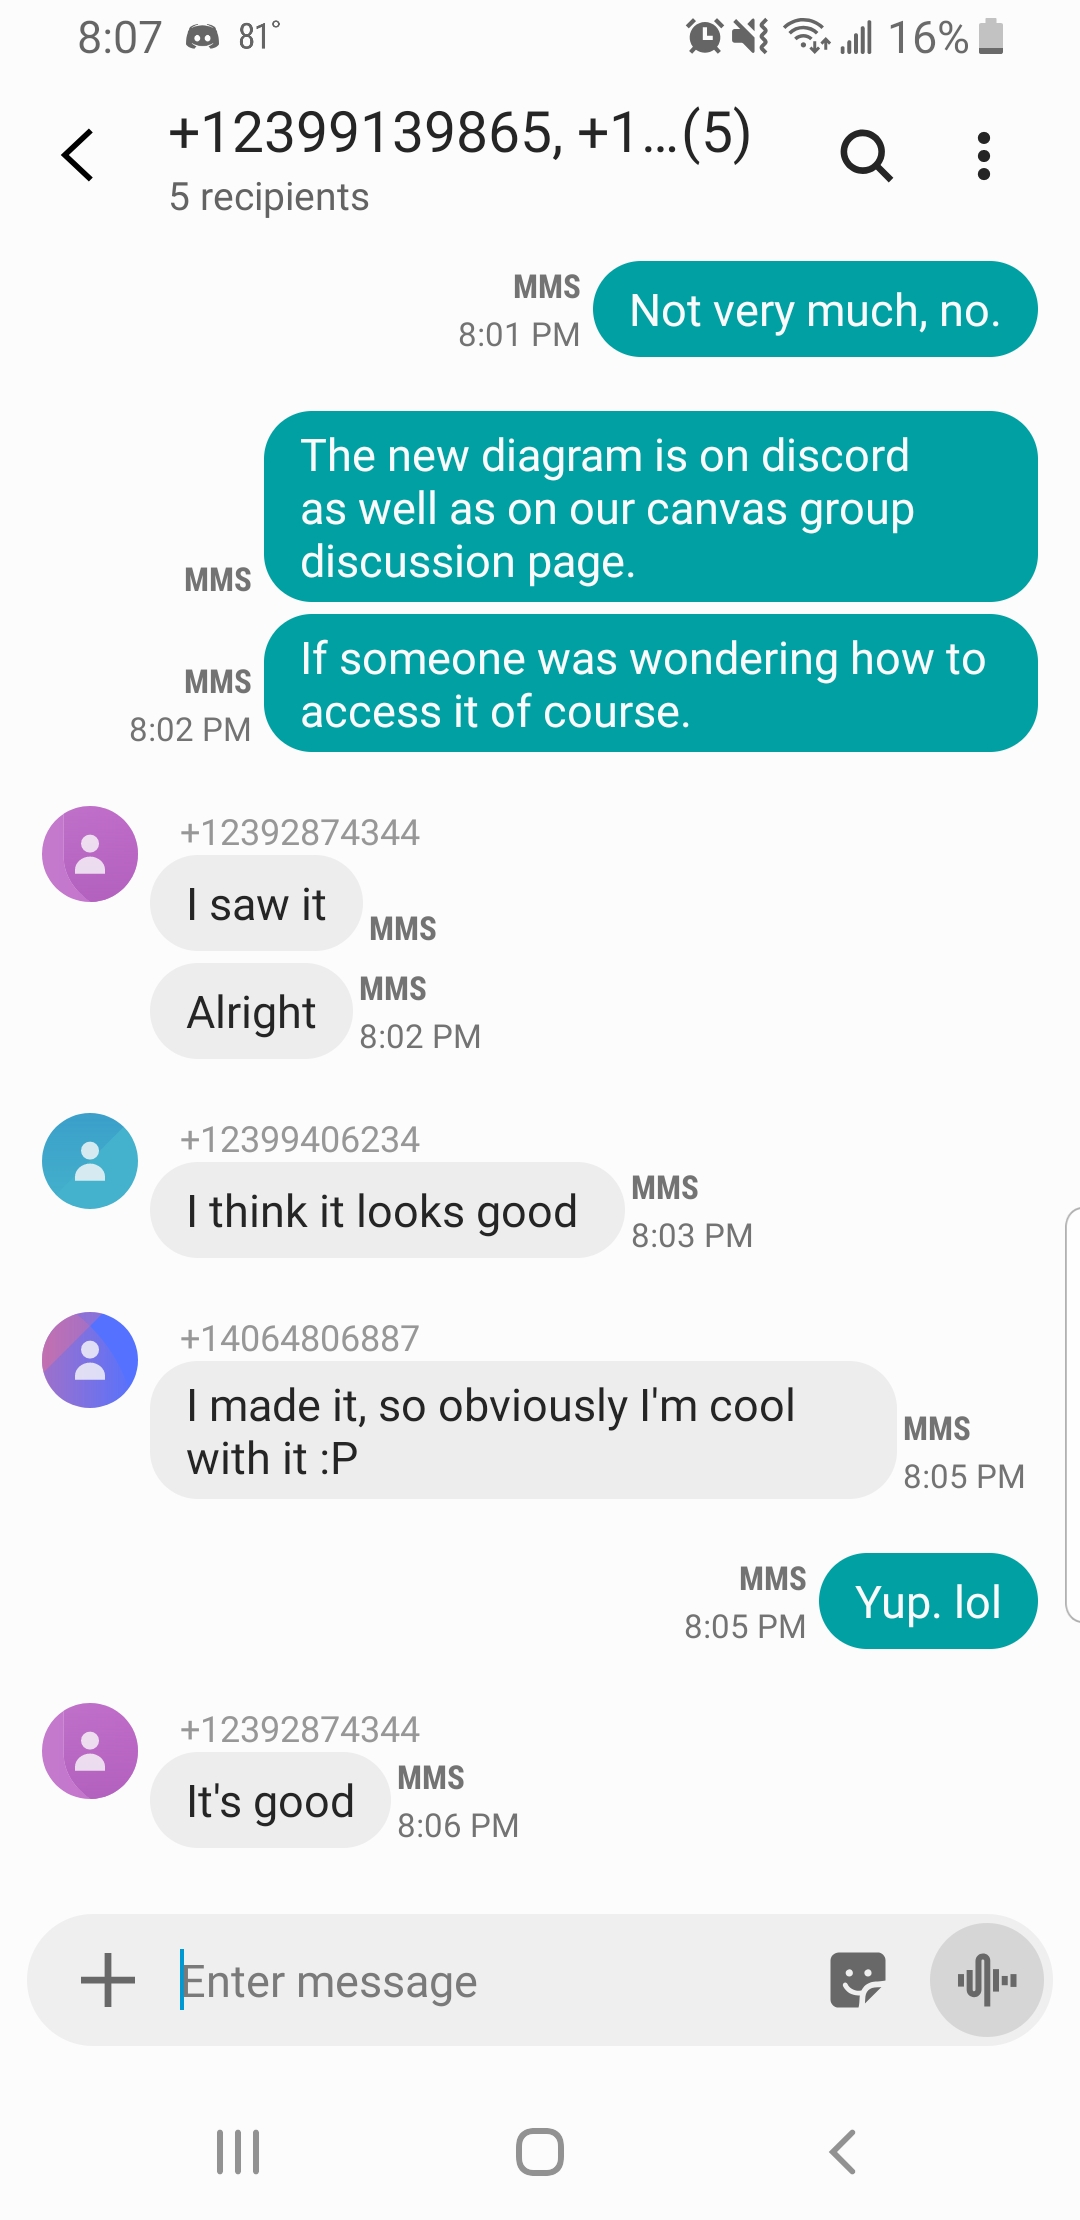 8:07 81° 16%
+12399139865, +1...(5)
5 recipients
MMS
8:01 PM
Not very much, no.
The new diagram is on discord
as well as on our canvas group
discussion page.
MMS
If someone was wondering how to
access it of course.
MMS
8:02 PM
+12392874344
I saw it
MMS
Alright
MMS
8:02 PM
+12399406234
I think it looks good
MMS
8:03 PM
+14064806887
I made it, so obviously I'm cool
with it :P
MMS
8:05 PM
MMS
8:05 PM
Yup. lol
+12392874344
It's good
MMS
8:06 PM
Enter message